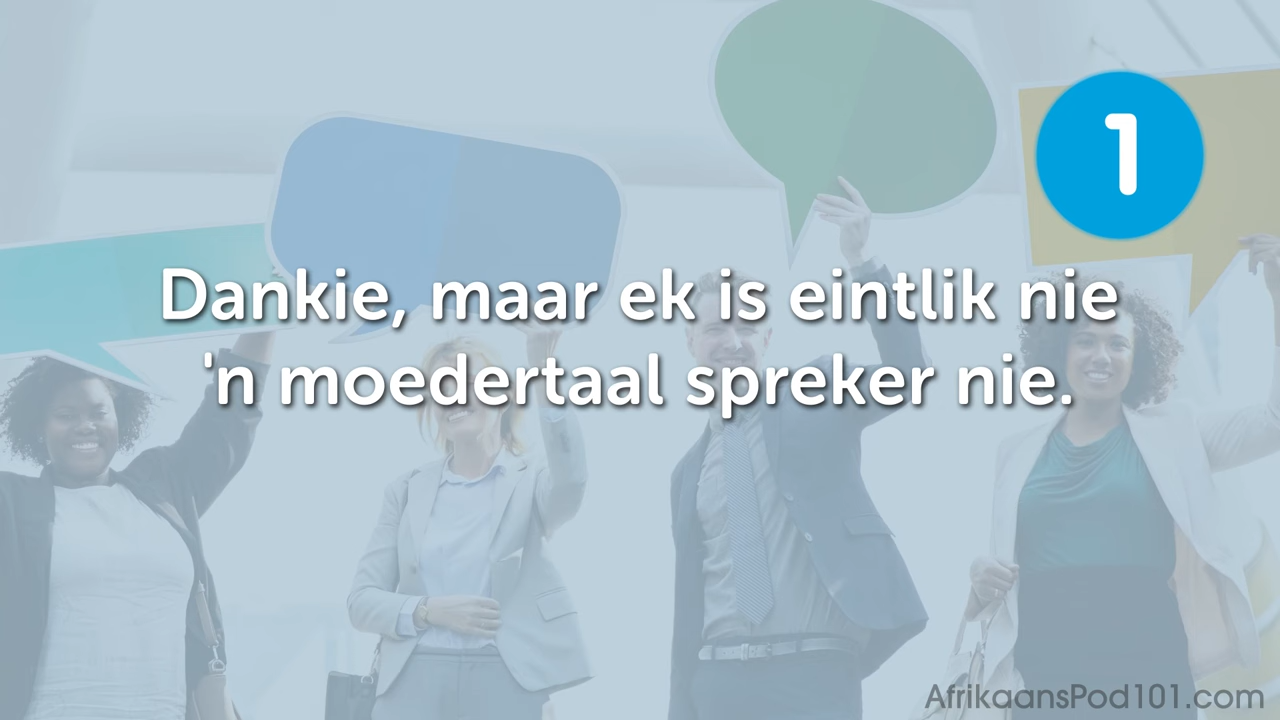 1
Dankie, maar ek is eintlik nie
'n moedertaal spreker nie.
AfrikaansPod101.com